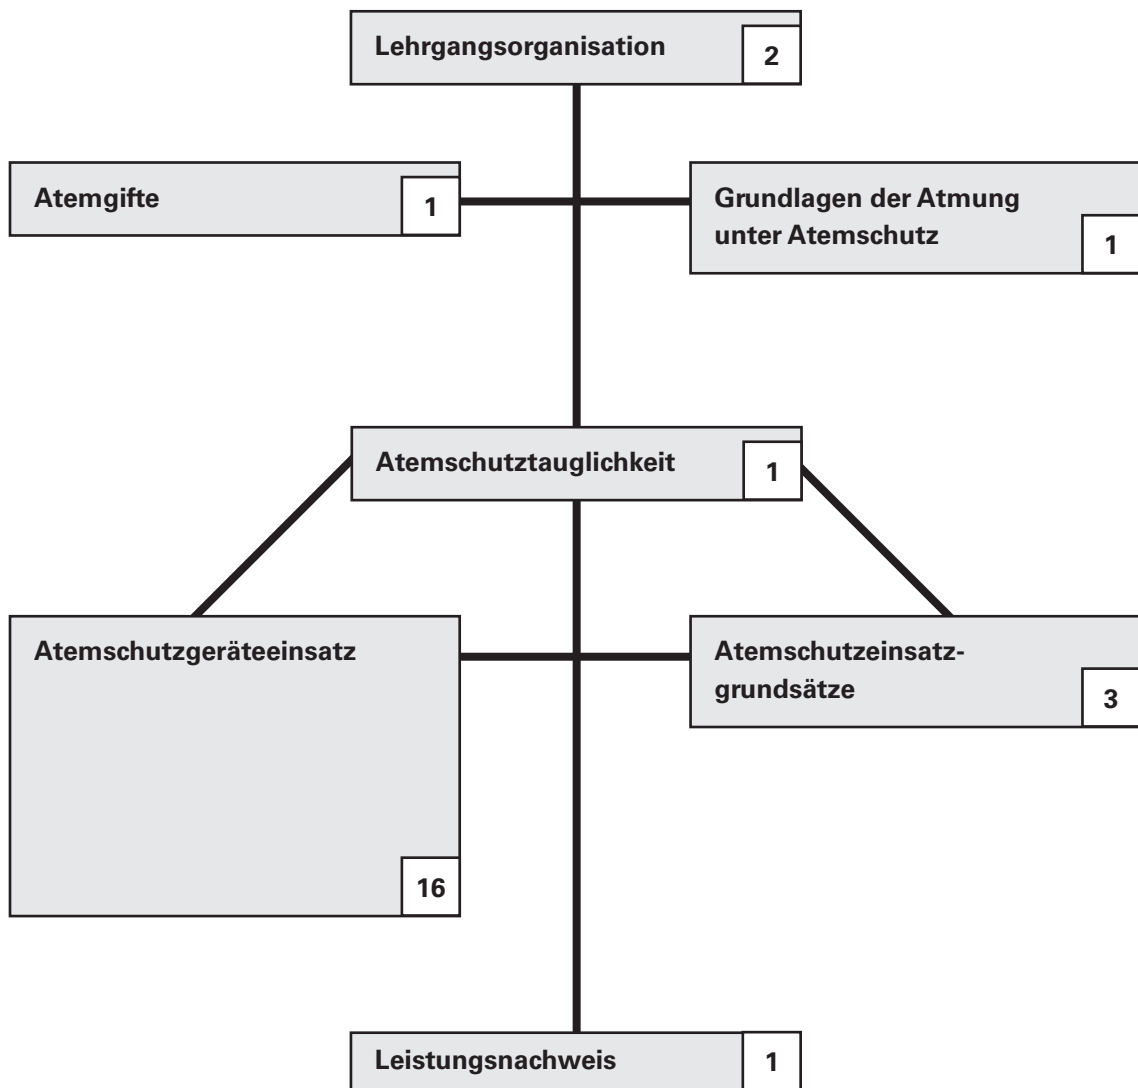 Lehrgangsorganisation
2
Atemgifte
1
Grundlagen der Atmung
unter Atemschutz
1
Atemschutztauglichkeit
1
Atemschutzgeräteeinsatz
16
Atemschutzeinsatz-
grundsätze
3
Leistungsnachweis
1